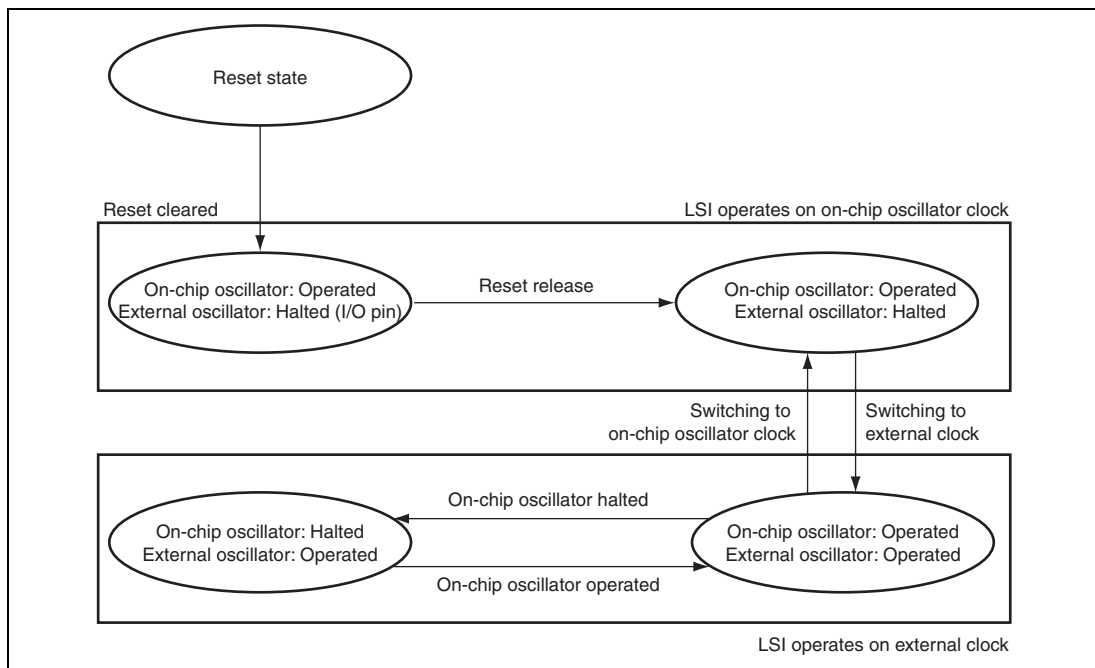 Reset state
Reset cleared
LSI operates on on-chip oscillator clock
On-chip oscillator: Operated
External oscillator: Halted (I/O pin)
Reset release
On-chip oscillator: Operated
External oscillator: Halted
Switching to
on-chip oscillator clock
Switching to
external clock
On-chip oscillator: Halted
External oscillator: Operated
On-chip oscillator halted
On-chip oscillator operated
On-chip oscillator: Operated
External oscillator: Operated
LSI operates on external clock